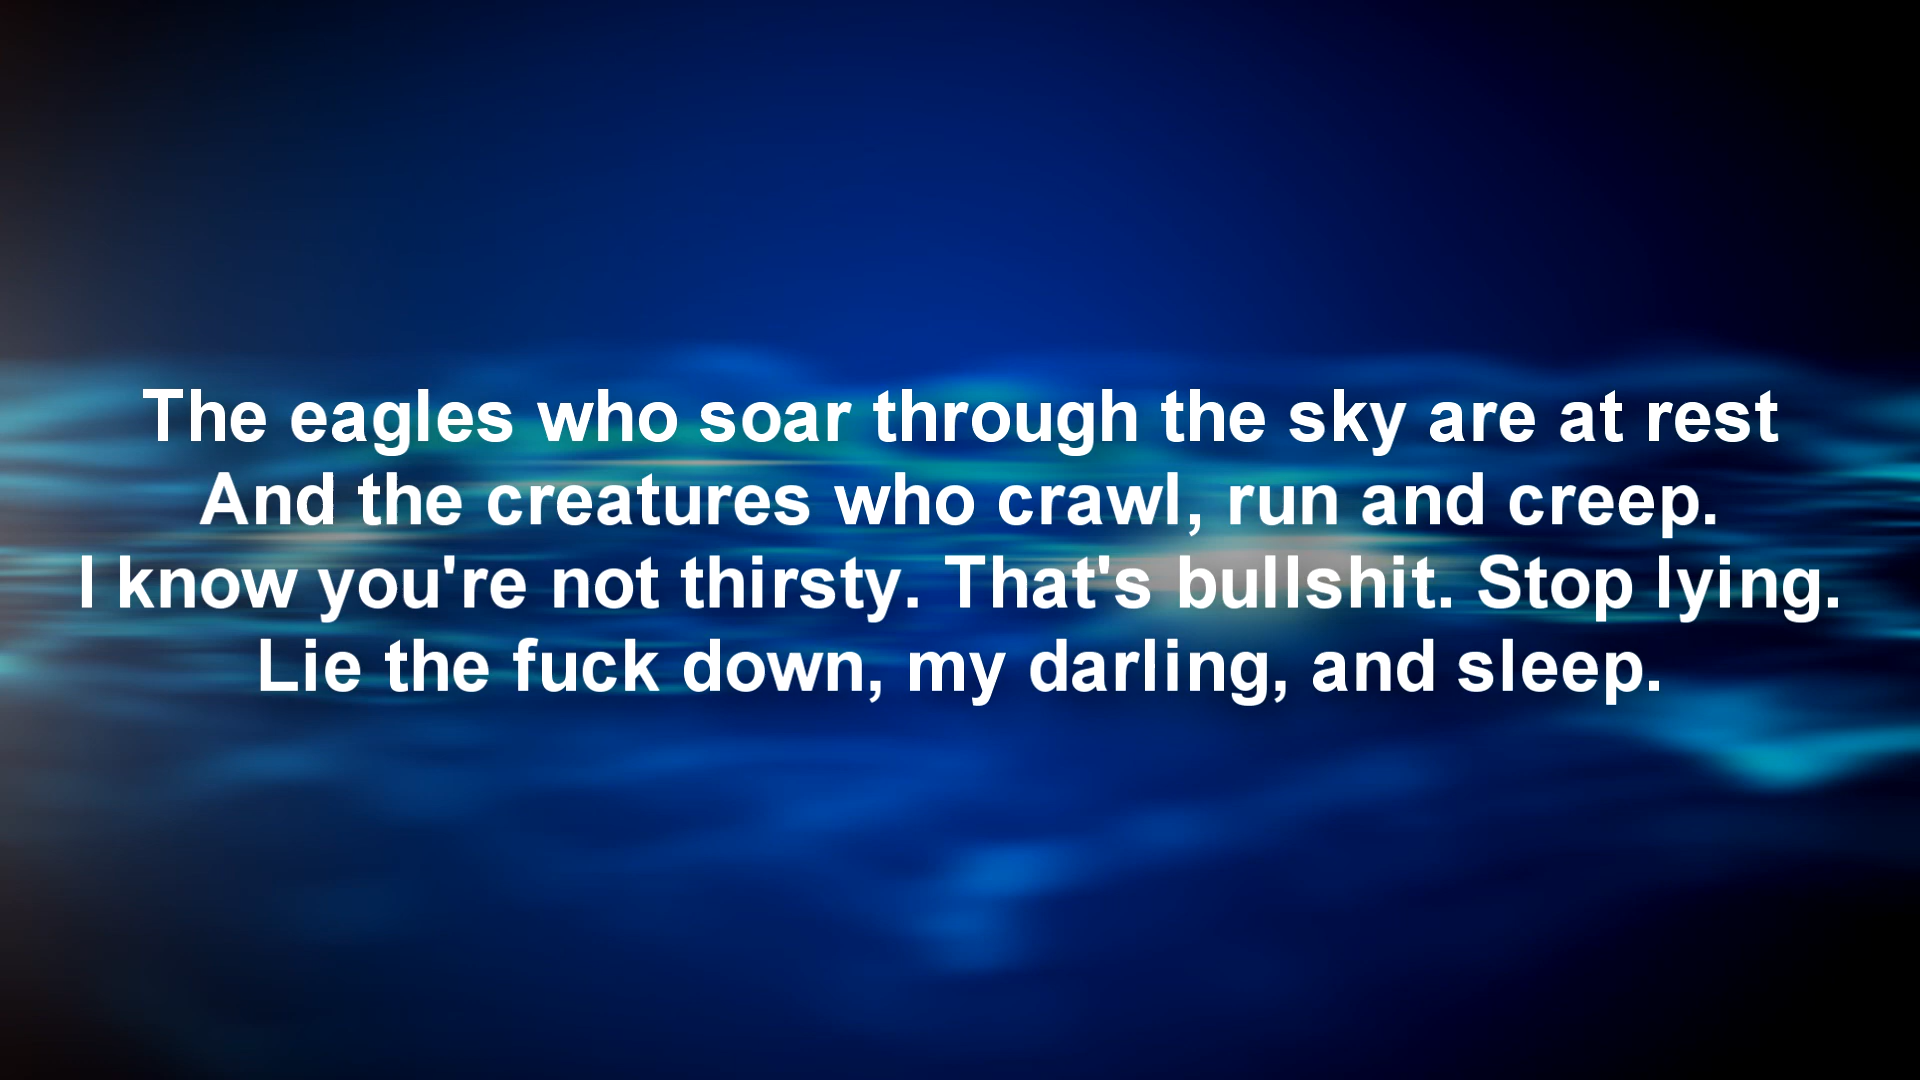 The eagles who soar through the sky are at rest
And the creatures who crawl, run and creep.
I know you're not thirsty. That's bullshit. Stop lying.
Lie the fuck down, my darling, and sleep.